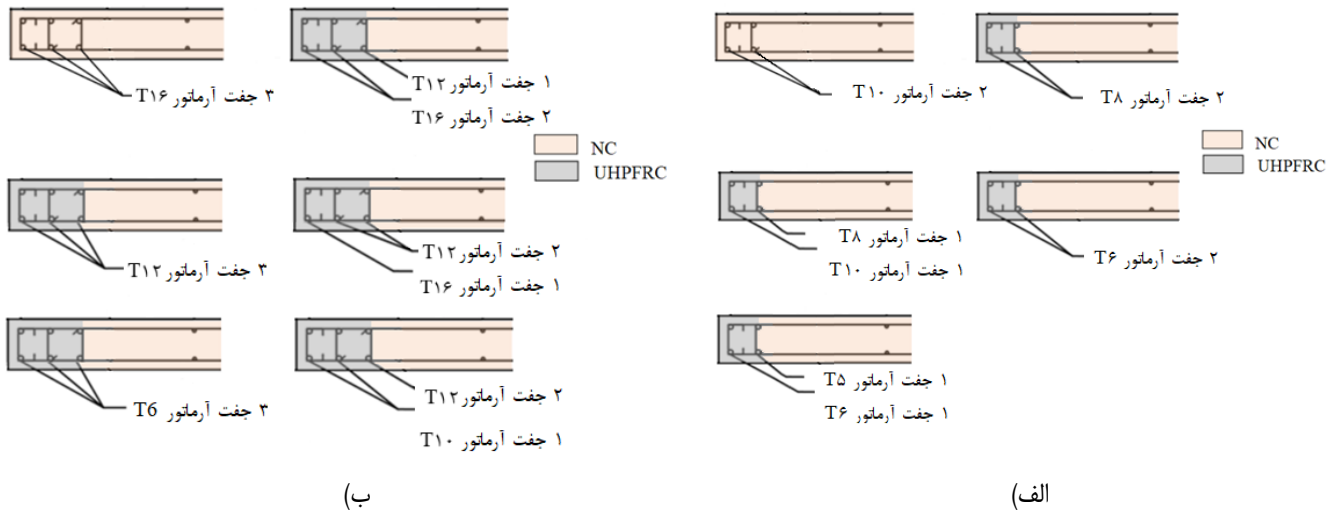 ۳ جفت آرماتور T۱۶
۱ جفت آرماتور T۱۲
۲ جفت آرماتور T۱۶
NC
UHPFRC
۳ جفت آرماتور T۱۲
۲ جفت آرماتور T۱۲
۱ جفت آرماتور T۱۶
۳ جفت آرماتور T6
۲ جفت آرماتور T۱۲
۱ جفت آرماتور T۱۰
ب)
۲ جفت آرماتور T۱۰
۲ جفت آرماتور T۸
NC
UHPFRC
۱ جفت آرماتور T۸
۱ جفت آرماتور T۱۰
۲ جفت آرماتور T۶
۱ جفت آرماتور T۵
۱ جفت آرماتور T۶
الف)